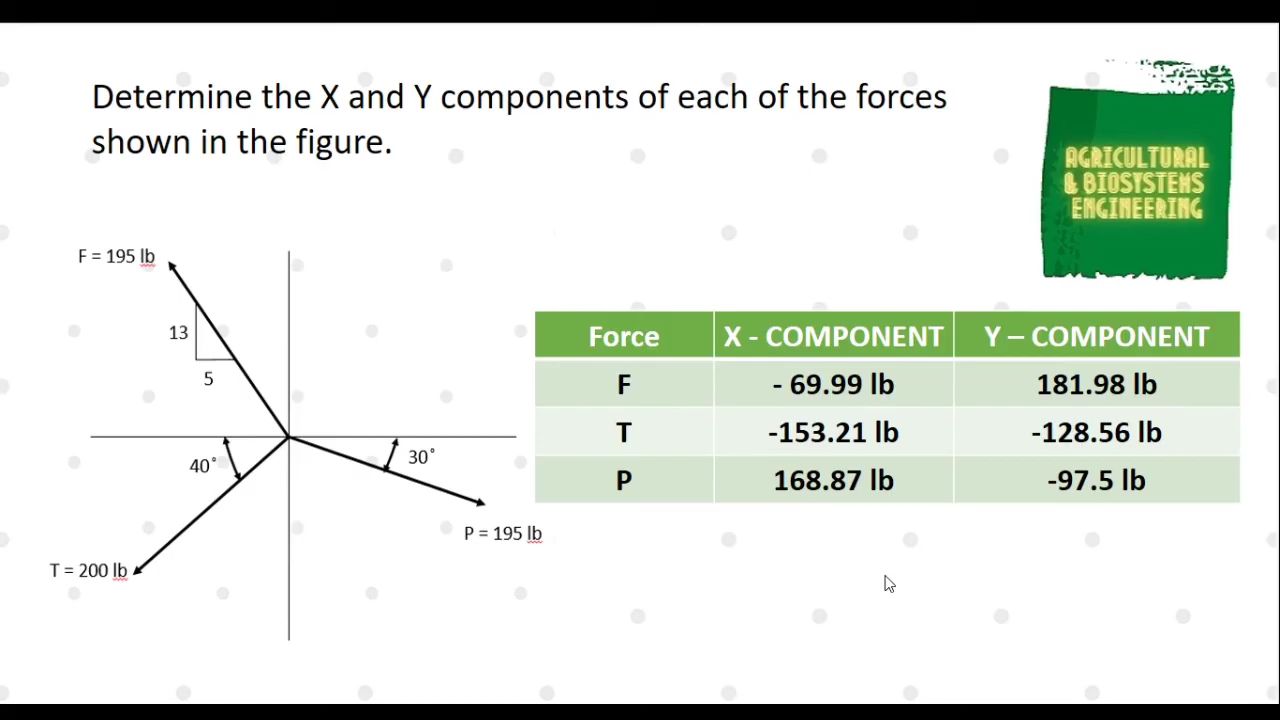 Determine the X and Y components of each of the forces
shown in the figure.
AGRICULTURAL
& BIOSYSTEMS
ENGINEERING
F = 195 lb
13
5
40°
30°
P = 195 lb
T = 200 lb
Force X - COMPONENT Y – COMPONENT
F - 69.99 lb 181.98 lb
T -153.21 lb -128.56 lb
P 168.87 lb -97.5 lb